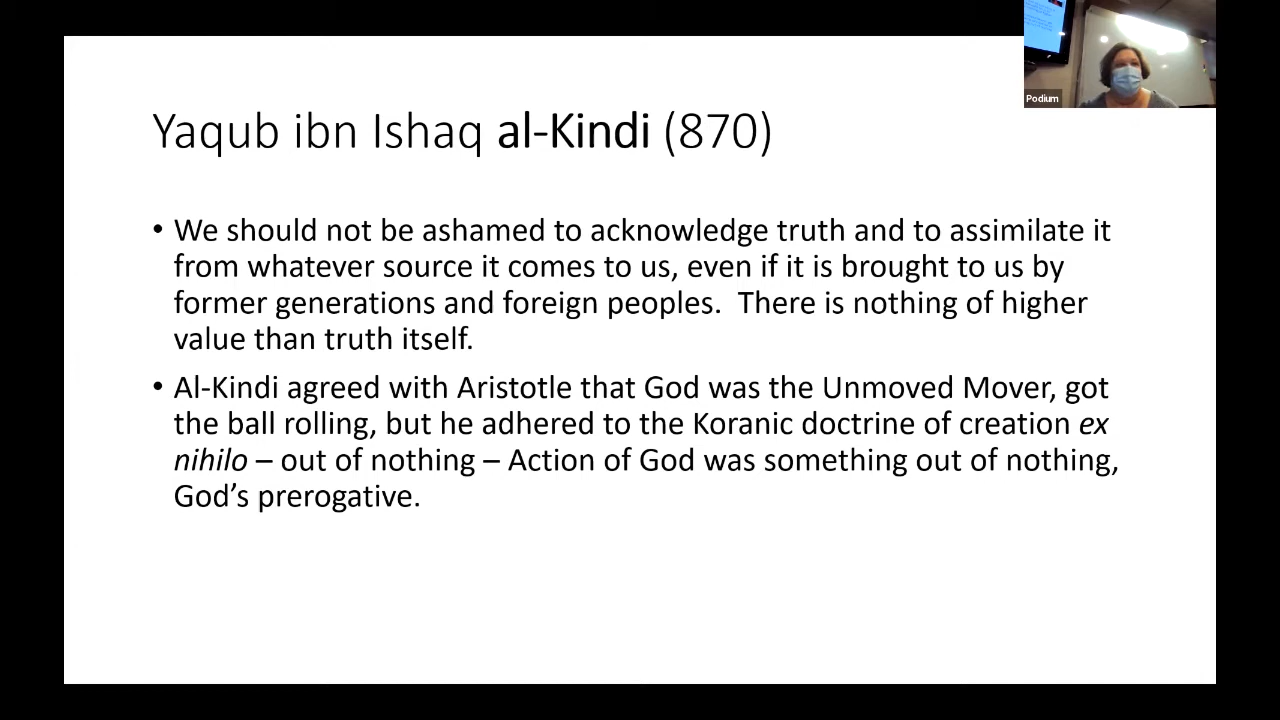 Yaqub ibn Ishaq al-Kindi (870)
• We should not be ashamed to acknowledge truth and to assimilate it
from whatever source it comes to us, even if it is brought to us by
former generations and foreign peoples.  There is nothing of higher
value than truth itself.
• Al-Kindi agreed with Aristotle that God was the Unmoved Mover, got
the ball rolling, but he adhered to the Koranic doctrine of creation ex
nihilo – out of nothing – Action of God was something out of nothing,
God’s prerogative.
Podium